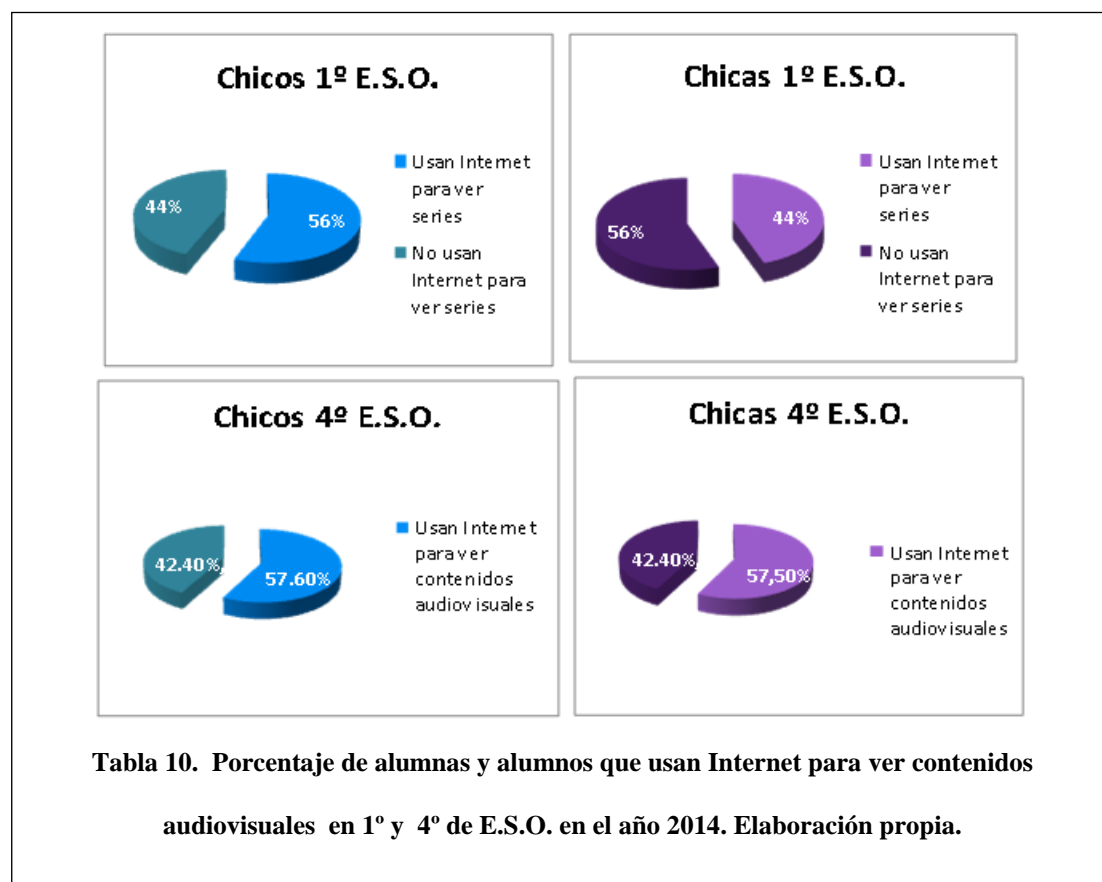 Chicos 1º E.S.O.
44%
56%
Usan Internet
para ver
series
No usan
Internet para
ver series
Chicas 1º E.S.O.
56%
44%
Usan Internet
para ver
series
No usan
Internet para
ver series
Chicos 4º E.S.O.
42.40%,
57.60%
Usan Internet
para ver
contenidos
audiovisuales
Chicas 4º E.S.O.
42.40%
57,50%
Usan Internet
para ver
contenidos
audiovisuales
Tabla 10. Porcentaje de alumnas y alumnos que usan Internet para ver contenidos
audiovisuales en 1º y 4º de E.S.O. en el año 2014. Elaboración propia.